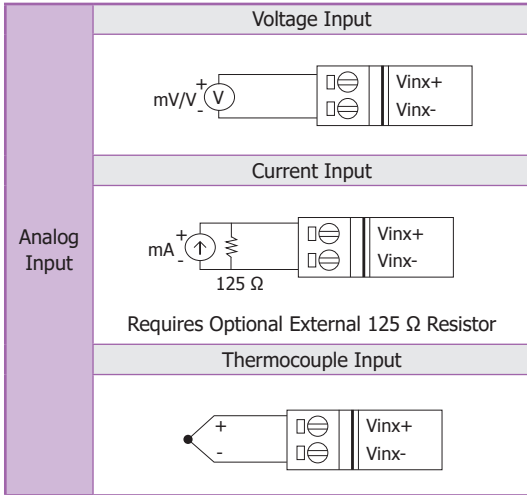 Voltage Input
+
mV/V
V
-
Vinx+
Vinx-
Current Input
Analog
Input
+
mA
-
125 Ω
Vinx+
Vinx-
Requires Optional External 125 Ω Resistor
Thermocouple Input
+
-
Vinx+
Vinx-